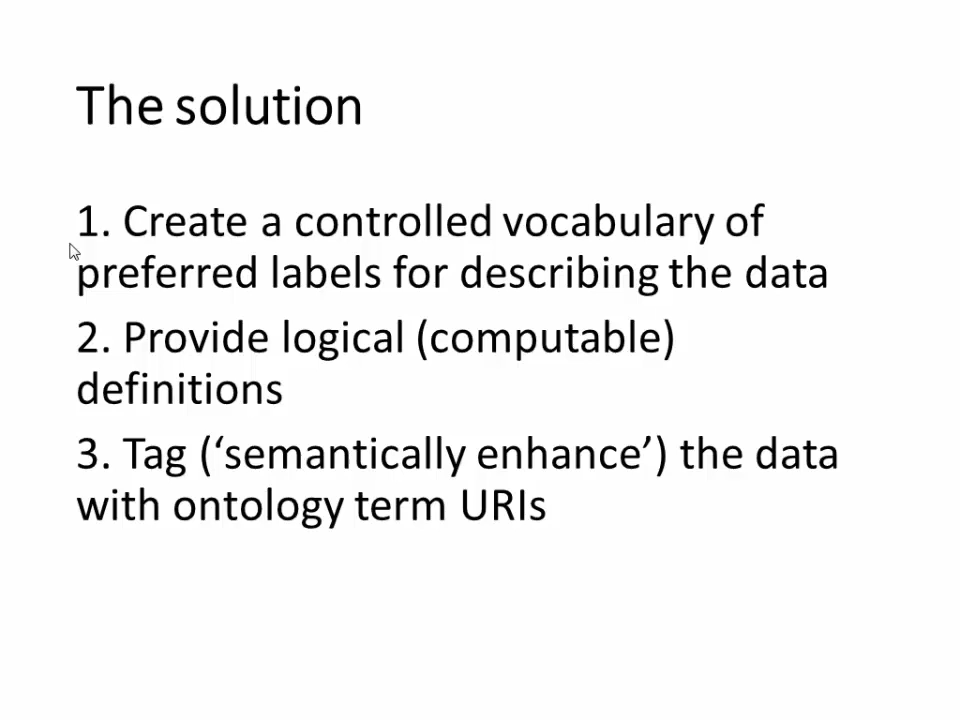 The solution
1. Create a controlled vocabulary of
preferred labels for describing the data
2. Provide logical (computable)
definitions
3. Tag (‘semantically enhance’) the data
with ontology term URIs